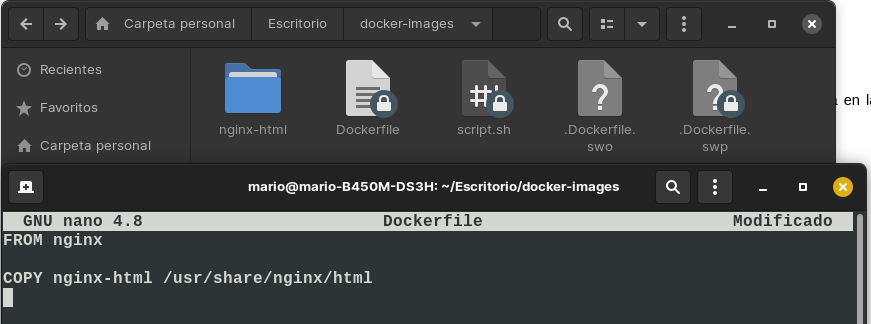 Carpeta personal Escritorio docker-images
Recientes
Favoritos
Carpeta personal
nginx-html Dockerfile script.sh .Dockerfile.swo .Dockerfile.swp
en
mario@mario-B450M-DS3H: ~/Escritorio/docker-images
GNU nano 4.8 Dockerfile Modificado
FROM nginx
COPY nginx-html /usr/share/nginx/html